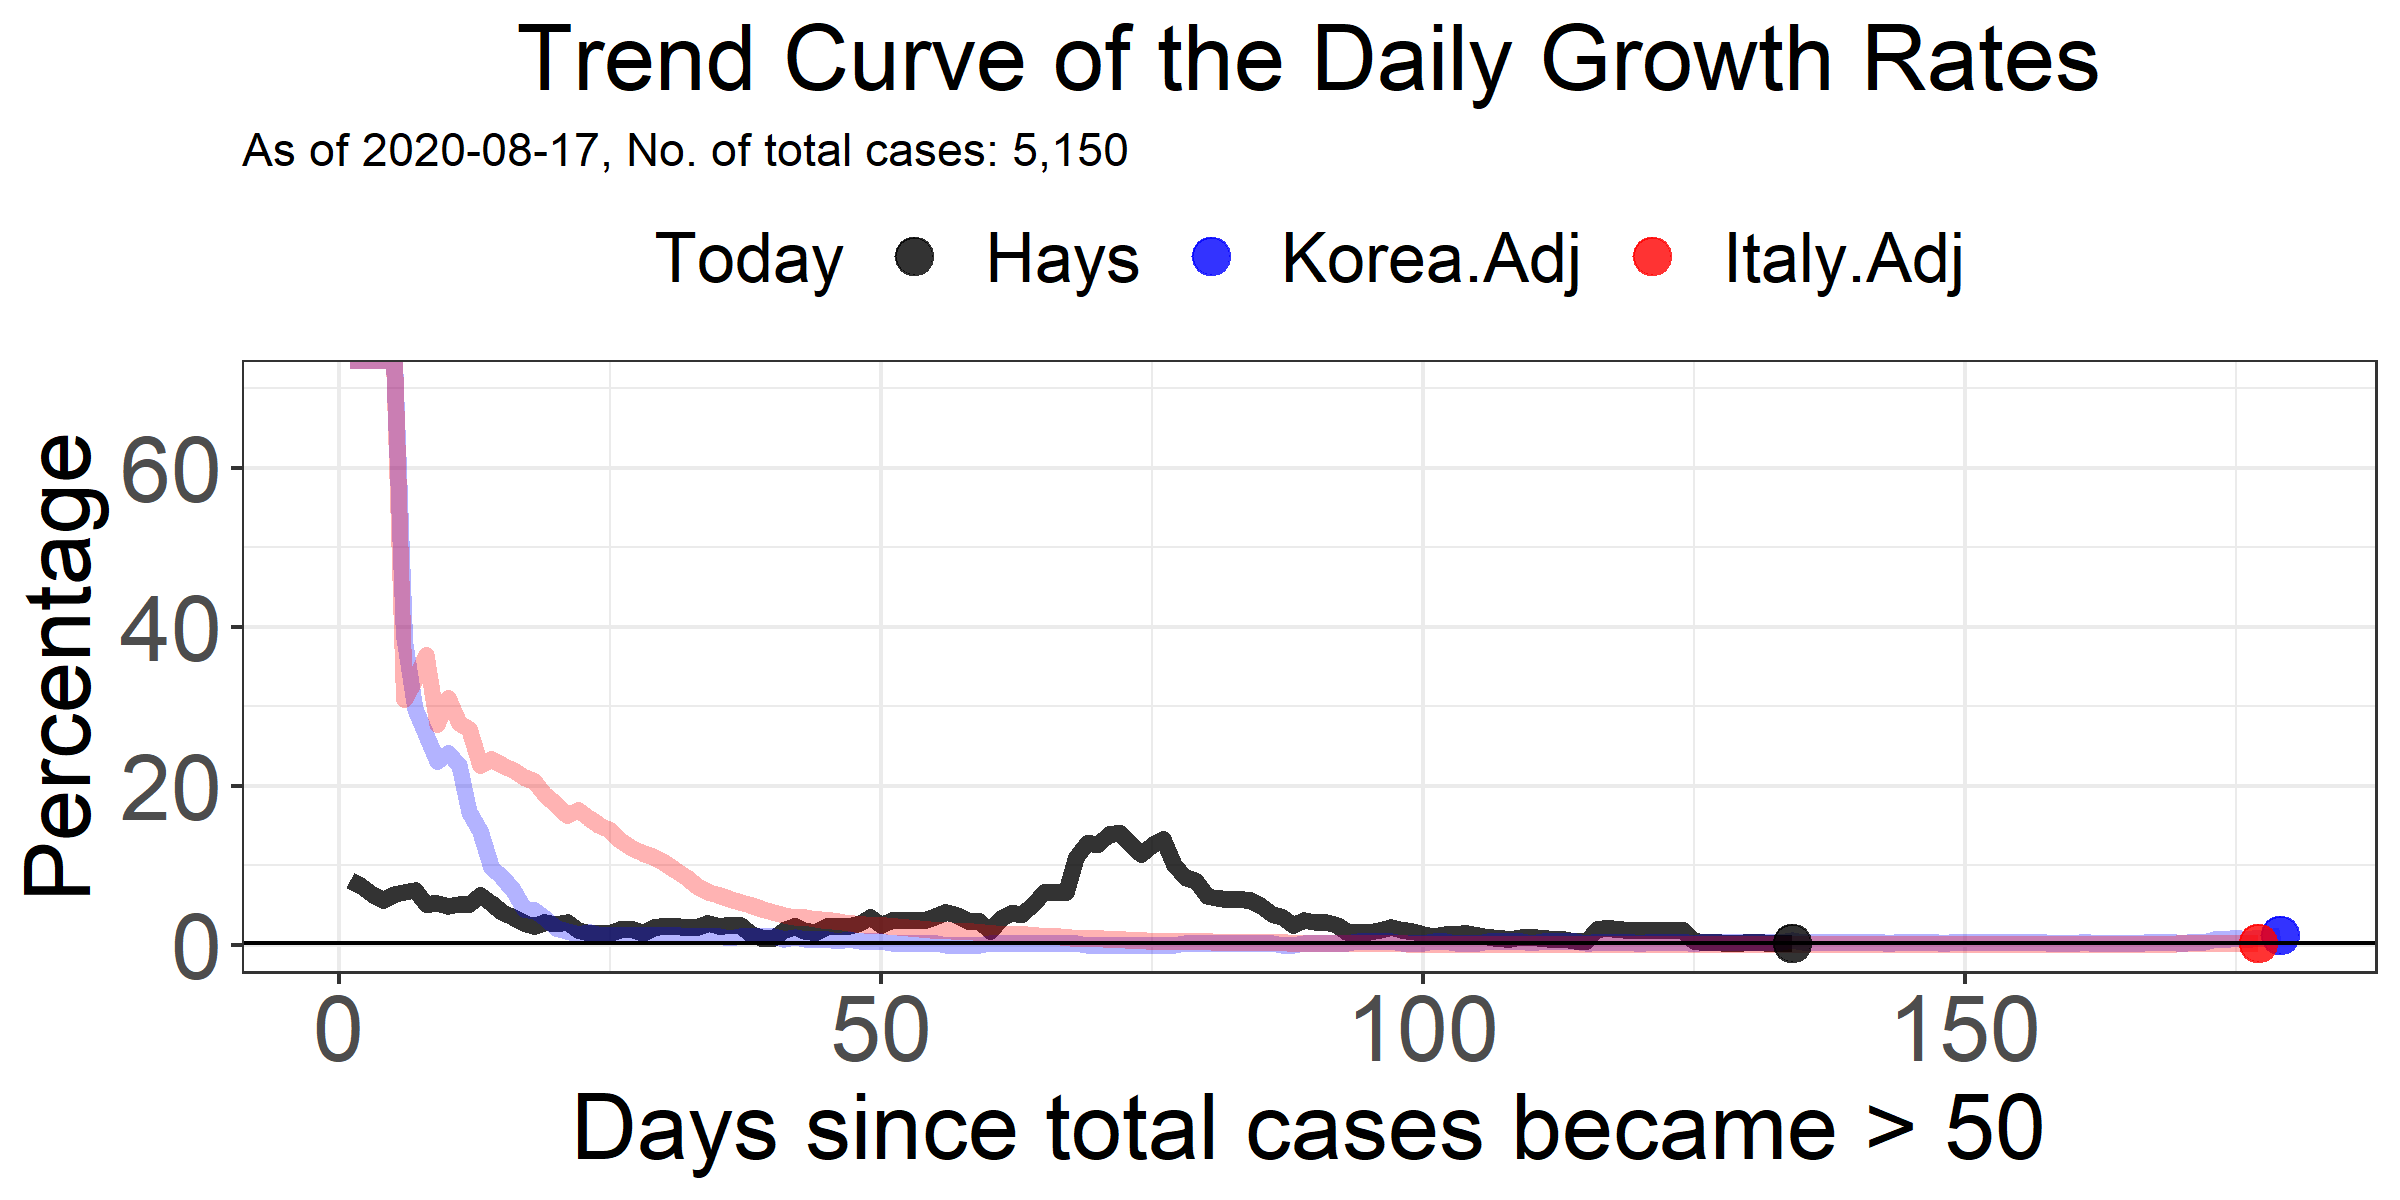 Trend Curve of the Daily Growth Rates
As of 2020-08-17, No. of total cases: 5,150
Today Hays Korea.Adj Italy.Adj
Percentage
60
40
20
0
0 50 100 150
Days since total cases became > 50